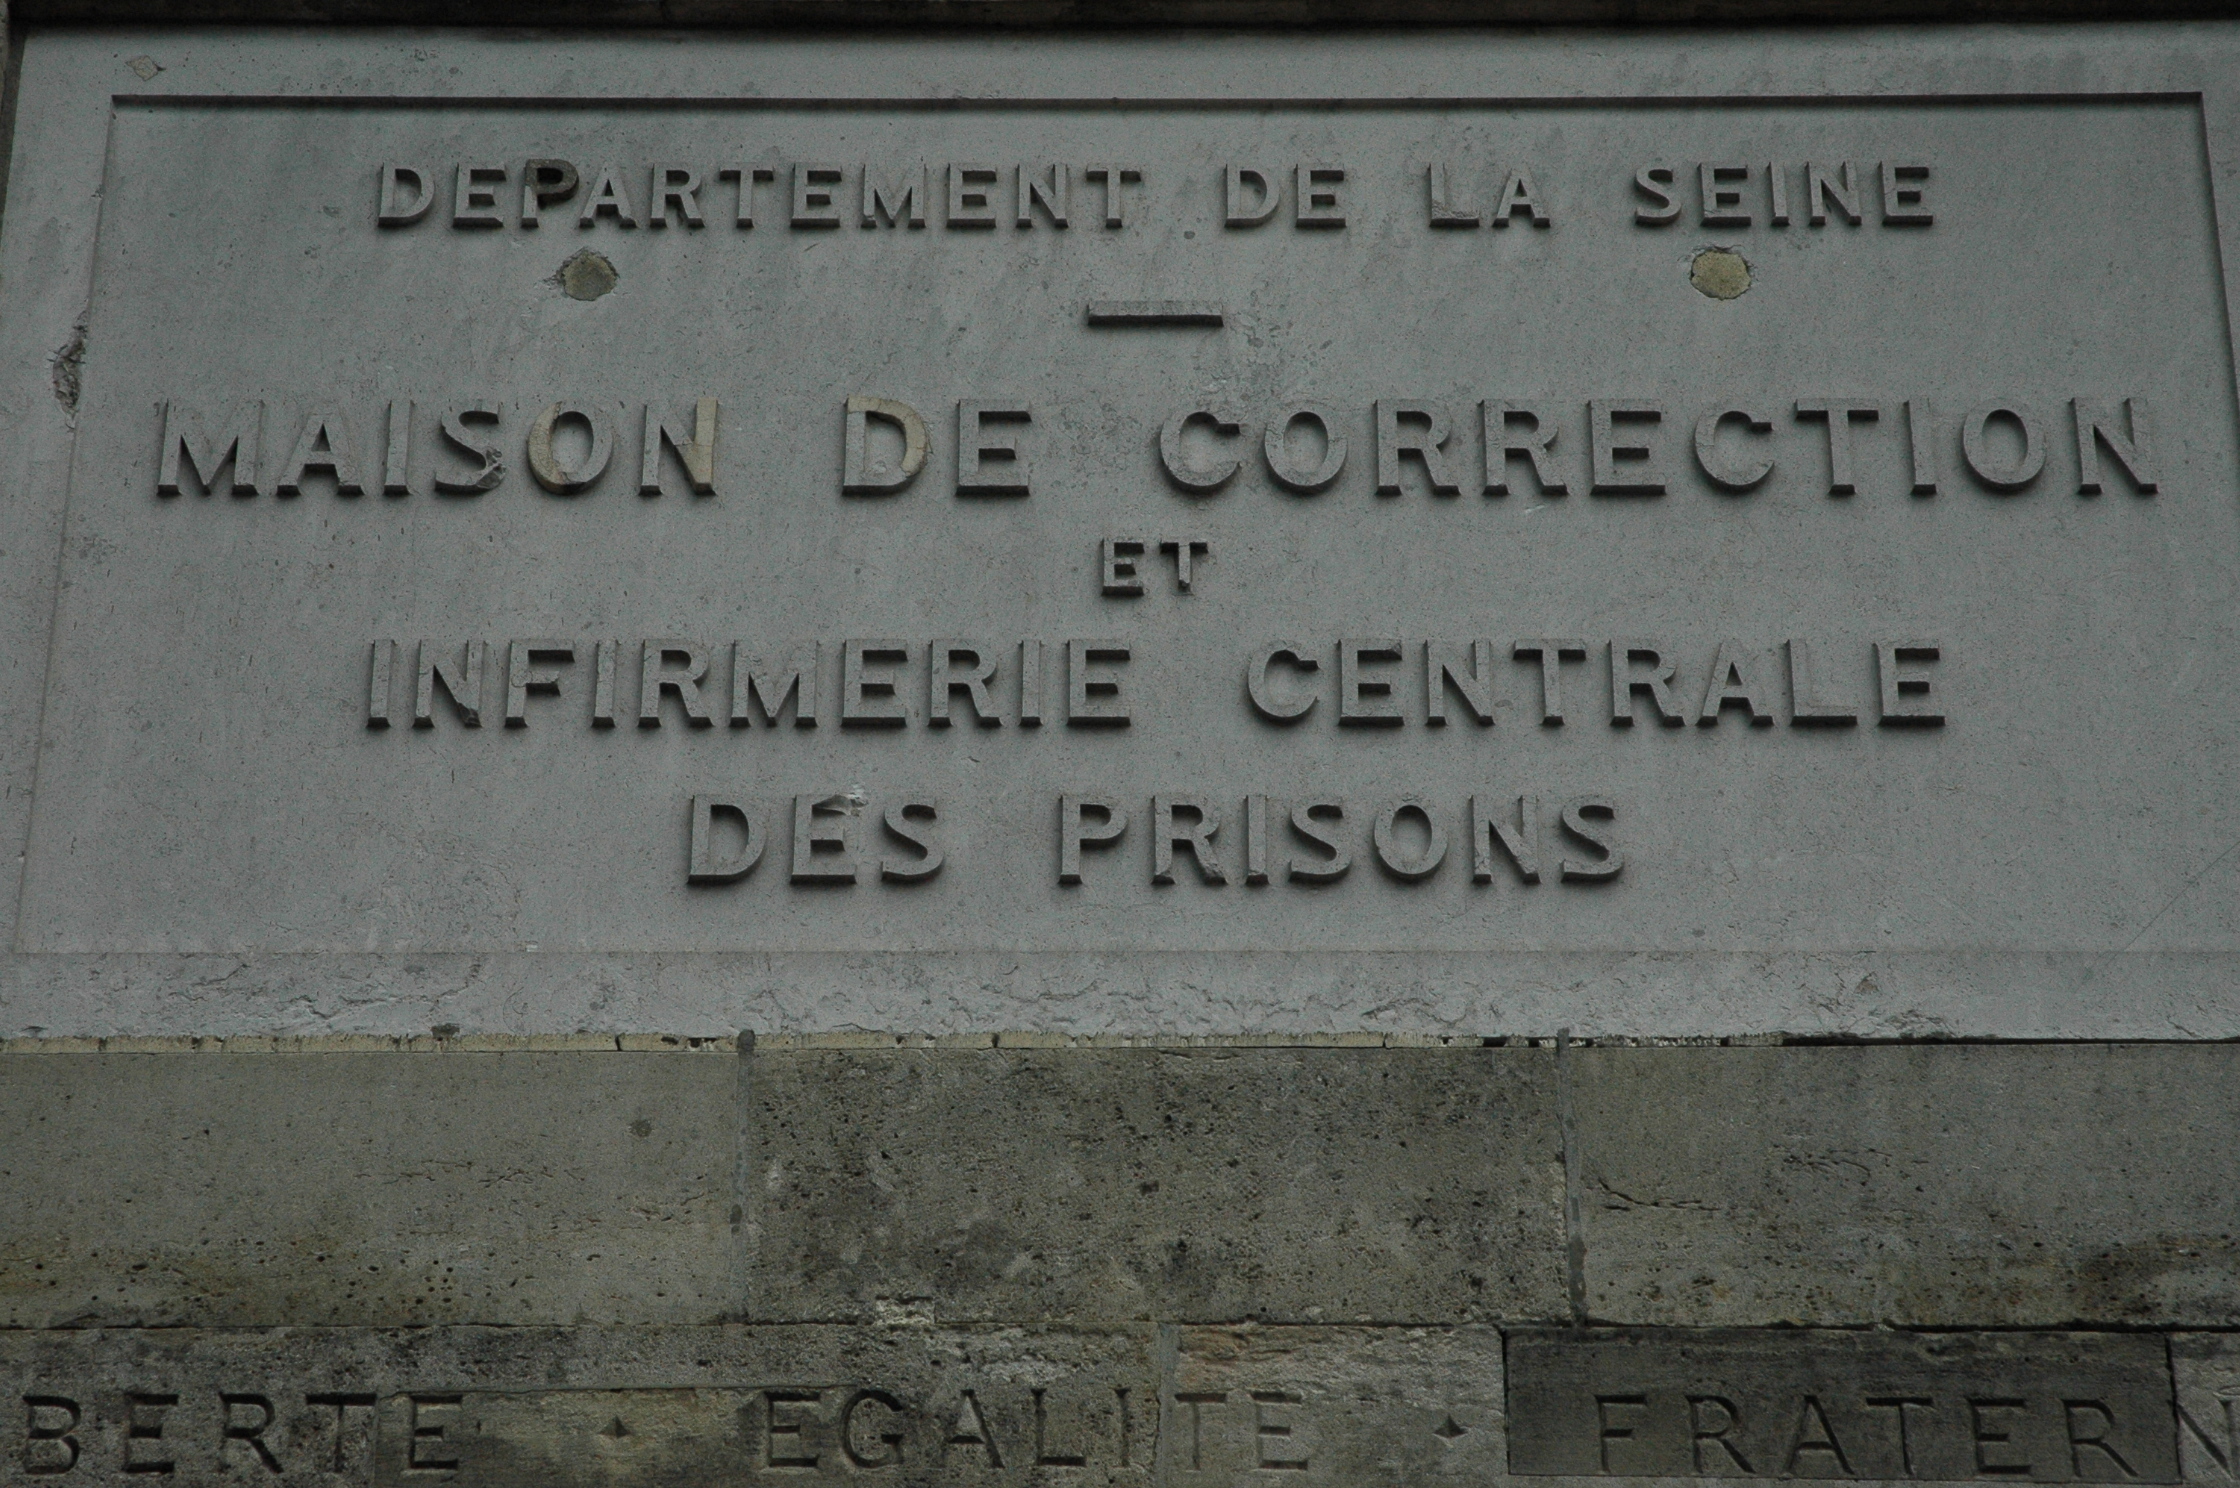 DEPARTEMENT DE LA SEINE
MAISON DE CORRECTION
ET
INFIRMERIE CENTRALE
DES PRISONS
BERTE · EGALITE · FRATERN